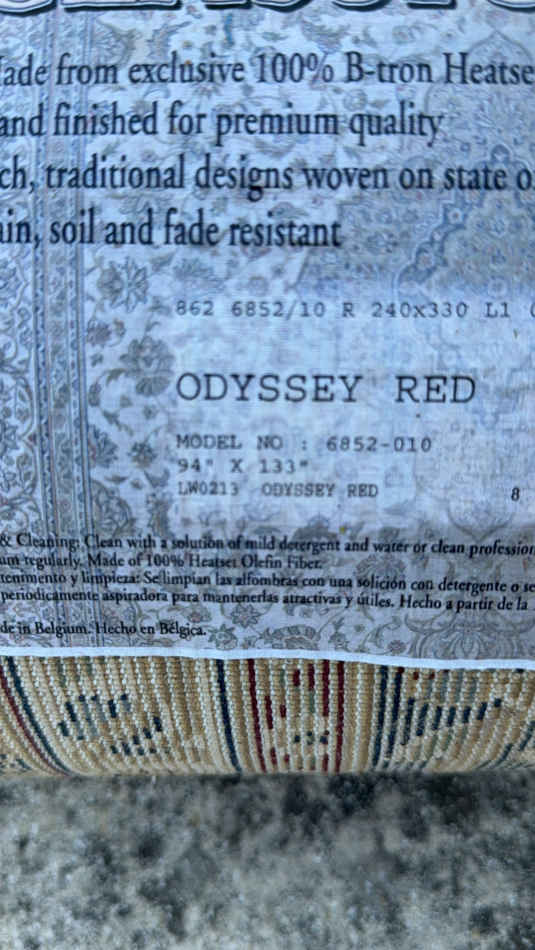 ade from exclusive 100% B-tron Heatse
and finished for premium quality
ch, traditional designs woven on state o
ain, soil and fade resistant
862 6852/10 R 240x330 L1
ODYSSEY RED
MODEL NO : 6852-010
94" X 133"
LW0213 ODYSSEY RED 8
& Cleaning: Clean with a solution of mild detergent and water or clean profession
um regularly. Made of 100% Heatset Olefin Fiber.
tenimento y limpieza: Se limpian las alfombras con una solición con detergente o se
periodicamente aspiradora para mantenerlas atractivas y útiles. Hecho a partir de la
de in Belgium. Hecho en Bélgica.